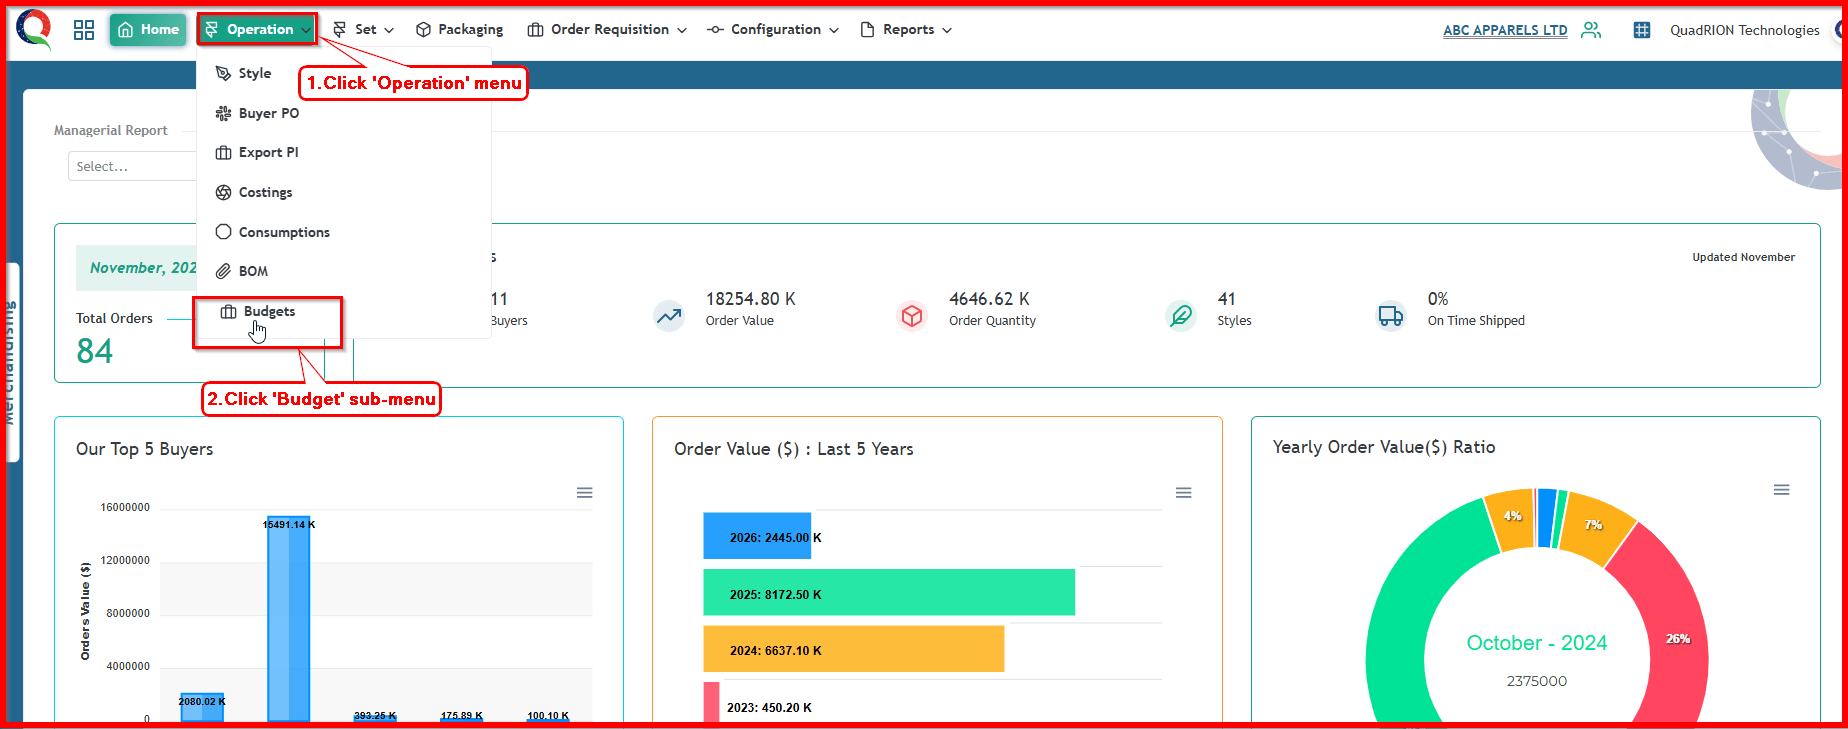 Home
Operation
Set
Packaging
Order Requisition
Configuration
Reports
ABC APPARELS LTD
QuadRION Technologies
1.Click 'Operation' menu
Style
Buyer PO
Export PI
Costings
Consumptions
BOM
Budgets
2.Click 'Budget' sub-menu
Managerial Report
Select...
Merchandising
November, 202
Total Orders
84
s
Updated November
11
Buyers
18254.80 K
Order Value
4646.62 K
Order Quantity
41
Styles
0%
On Time Shipped
Our Top 5 Buyers
Orders Value ($)
16000000
12000000
8000000
4000000
0
2080.02 K
15491.14 K
393.25 K
175.89 K
100.10 K
Order Value ($) : Last 5 Years
2026: 2445.00 K
2025: 8172.50 K
2024: 6637.10 K
2023: 450.20 K
Yearly Order Value($) Ratio
4%
7%
26%
October - 2024
2375000